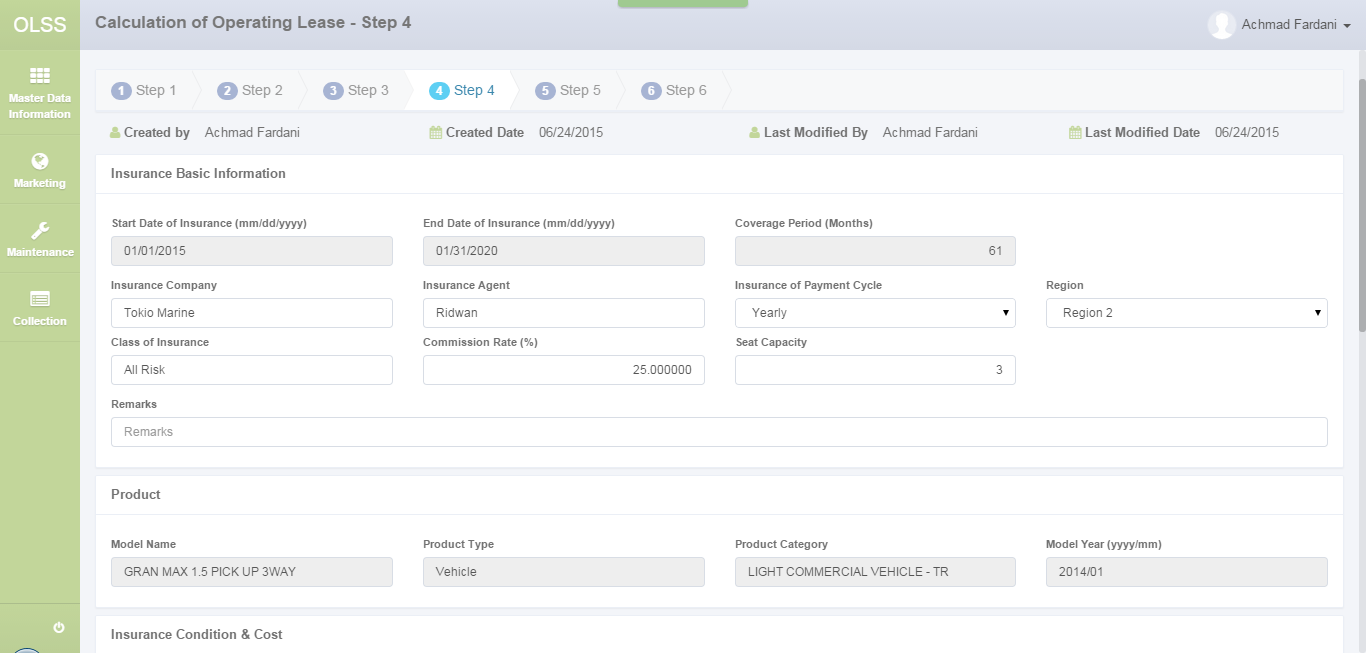 OLSS
Calculation of Operating Lease - Step 4
Achmad Fardani
Master Data
Information
Marketing
Maintenance
Collection
1 Step 1
2 Step 2
3 Step 3
4 Step 4
5 Step 5
6 Step 6
Created by Achmad Fardani
Created Date 06/24/2015
Last Modified By Achmad Fardani
Last Modified Date 06/24/2015
Insurance Basic Information
Start Date of Insurance (mm/dd/yyyy)
01/01/2015
End Date of Insurance (mm/dd/yyyy)
01/31/2020
Coverage Period (Months)
61
Insurance Company
Tokio Marine
Insurance Agent
Ridwan
Insurance of Payment Cycle
Yearly
Region
Region 2
Class of Insurance
All Risk
Commission Rate (%)
25.000000
Seat Capacity
3
Remarks
Remarks
Product
Model Name
GRAN MAX 1.5 PICK UP 3WAY
Product Type
Vehicle
Product Category
LIGHT COMMERCIAL VEHICLE - TR
Model Year (yyyy/mm)
2014/01
Insurance Condition & Cost